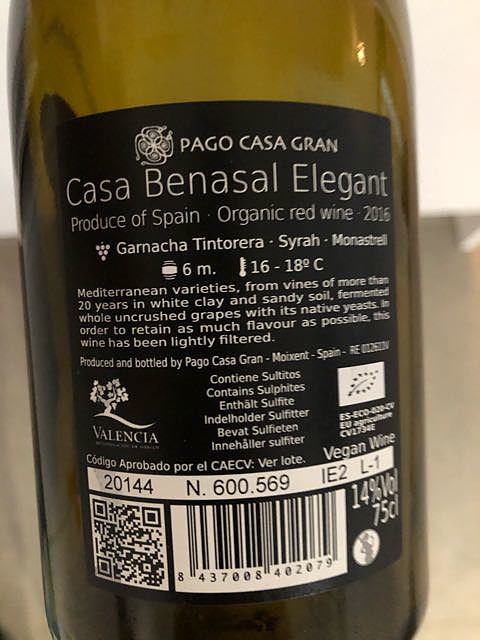 PAGO CASA GRAN
Casa Benasal Elegant
Produce of Spain · Organic red wine · 2016
Garnacha Tintorera · Syrah · Monastrell
6 m. 16 - 18º C
Mediterranean varieties, from vines of more than
20 years in white clay and sandy soil, fermented
whole uncrushed grapes with its native yeasts. In
order to retain as much flavour as possible, this
wine has been lightly filtered.
Produced and bottled by Pago Casa Gran - Moixent - Spain - RE
Contiene Sulfitos
Contains Sulphites
Enthält Sulfite
Indelholder Sulfitter
Bevat Sulfieten
Innehåller sulfiter
VALENCIA
ES-ECO-020-CV
EU agriculture
CV1734E
Vegan Wine
Código Aprobado por el CAECV: Ver lote.
20144 N. 600.569 IE2 L-1
14%Vol
75cl
8 437008 402079